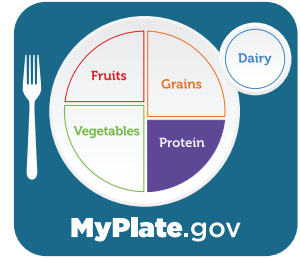 Dairy
Fruits
Grains
Vegetables
Protein
MyPlate.gov